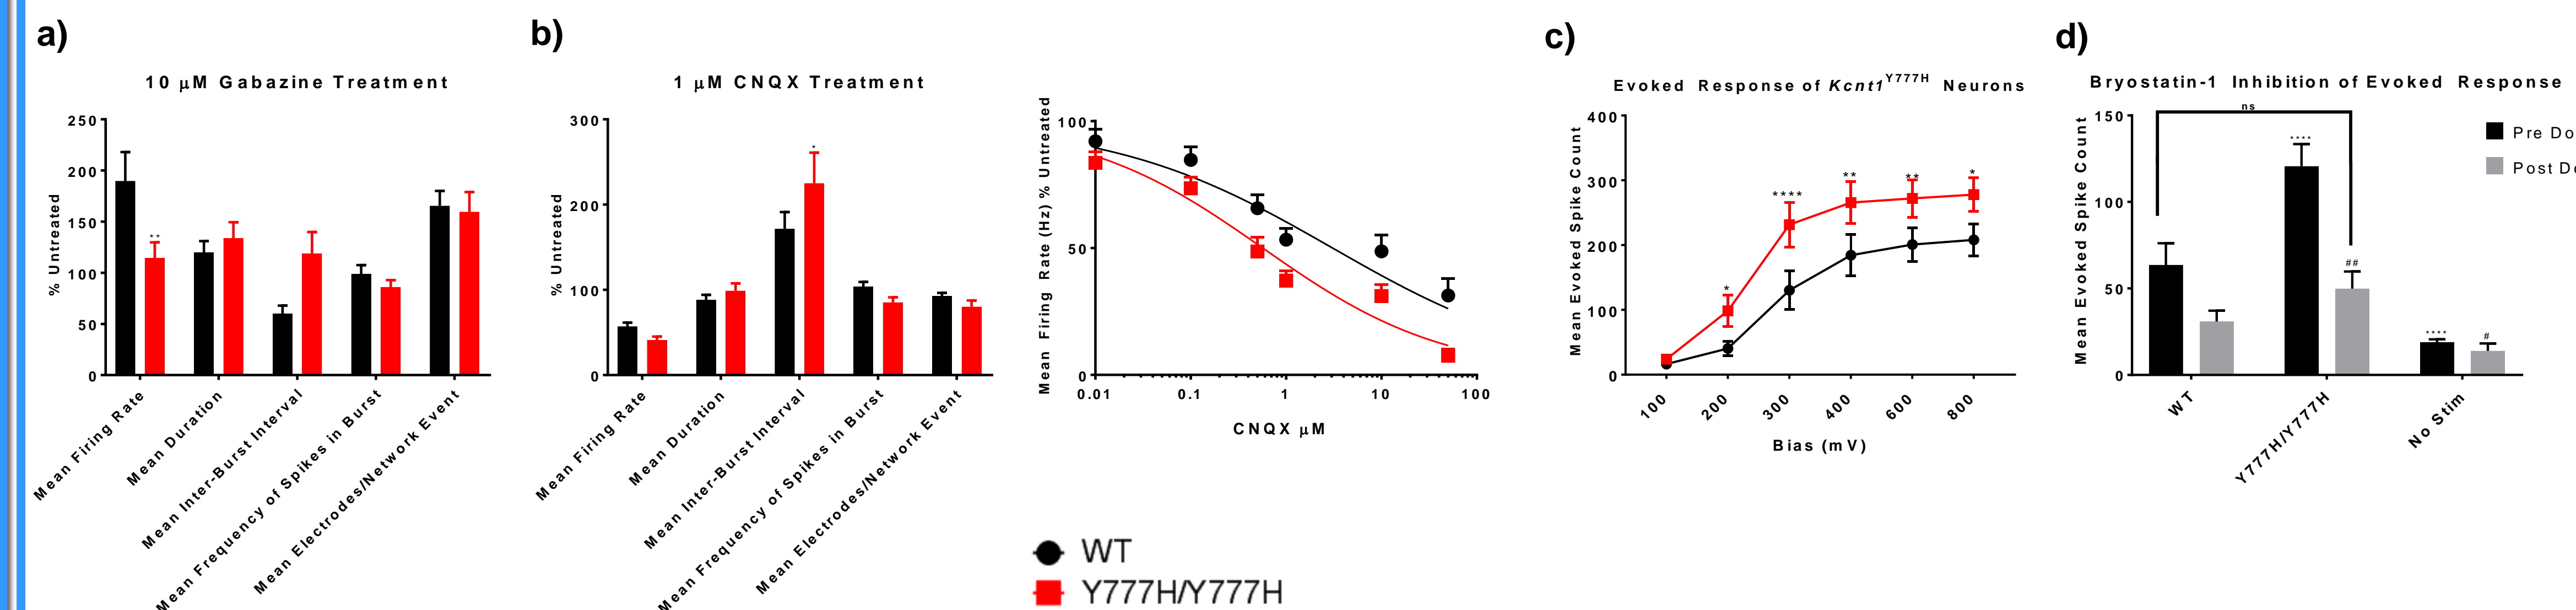 a)
10 µM Gabazine Treatment
% Untreated
250
200
150
100
50
0
**
Mean Firing Rate
Mean Duration
Mean Inter-Burst Interval
Mean Frequency of Spikes in Burst
Mean Electrodes/Network Event
b)
1 µM CNQX Treatment
% Untreated
300
200
100
0
*
Mean Firing Rate
Mean Duration
Mean Inter-Burst Interval
Mean Frequency of Spikes in Burst
Mean Electrodes/Network Event
Mean Firing Rate (Hz) % Untreated
100
50
0
0.01 0.1 1 10 100
CNQX µM
WT
Y777H/Y777H
c)
Evoked Response of Kcnt1Y777H Neurons
Mean Evoked Spike Count
400
300
200
100
0
* **** ** ** *
100 200 300 400 600 800
Bias (mV)
d)
Bryostatin-1 Inhibition of Evoked Response
Mean Evoked Spike Count
150
100
50
0
ns
****
##
****
#
WT
Y777H/Y777H
No Stim
Pre Do
Post Do